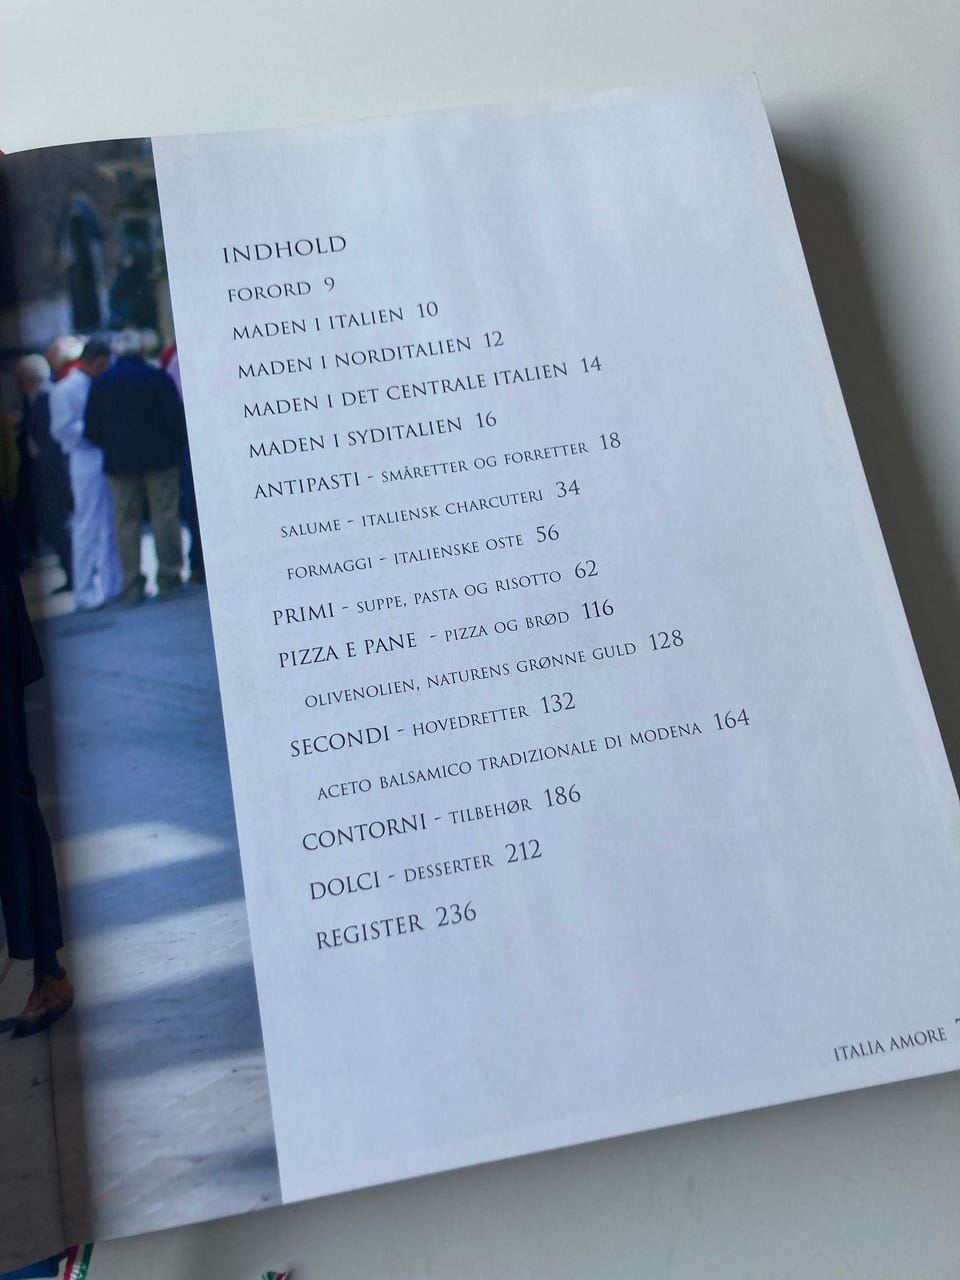 INDHOLD
FORORD 9
MADEN I ITALIEN 10
MADEN I NORDITALIEN 12
MADEN I DET CENTRALE ITALIEN 14
MADEN I SYDITALIEN 16
ANTIPASTI - SMÅRETTER OG FORRETTER 18
SALUME - ITALIENSK CHARCUTERI 34
FORMAGGI - ITALIENSKE OSTE 56
PRIMI - SUPPE, PASTA OG RISOTTO 62
PIZZA E PANE - PIZZA OG BRØD 116
OLIVENOLIEN, NATURENS GRØNNE GULD 128
SECONDI - HOVEDRETTER 132
ACETO BALSAMICO TRADIZIONALE DI MODENA 164
CONTORNI - TILBEHØR 186
DOLCI - DESSERTER 212
REGISTER 236
ITALIA AMORE